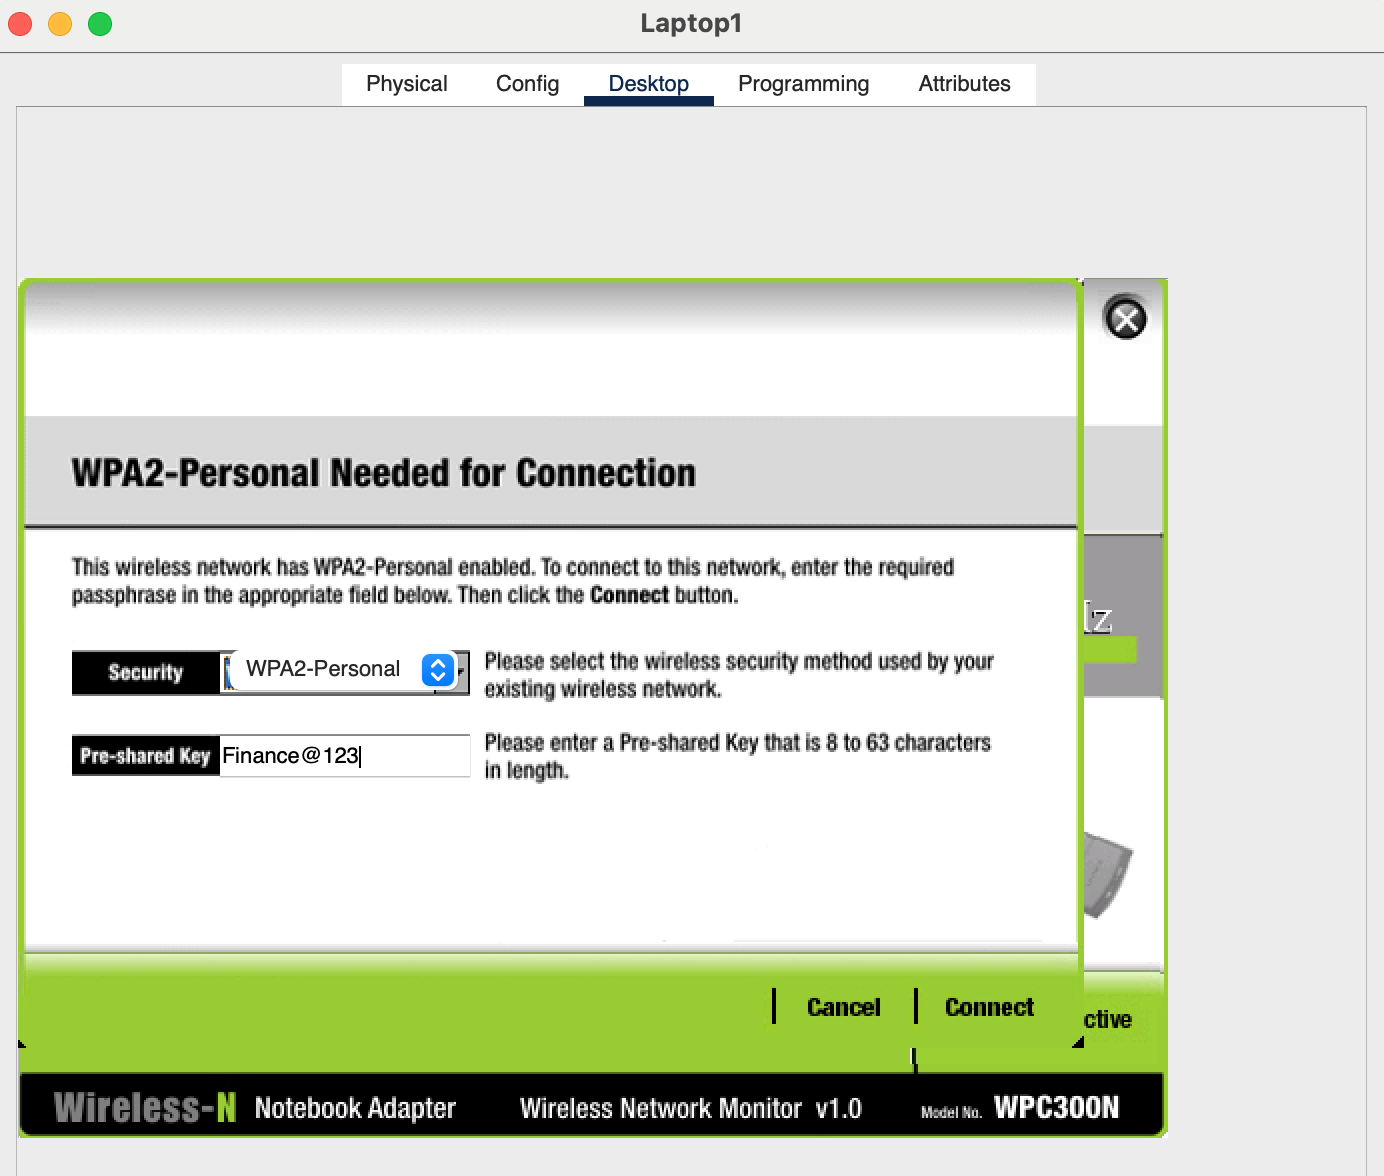 Laptop1
Physical Config Desktop Programming Attributes
WPA2-Personal Needed for Connection
This wireless network has WPA2-Personal enabled. To connect to this network, enter the required
passphrase in the appropriate field below. Then click the Connect button.
Security WPA2-Personal Please select the wireless security method used by your
existing wireless network.
Pre-shared Key Finance@123 Please enter a Pre-shared Key that is 8 to 63 characters
in length.
Cancel Connect
Wireless-N Notebook Adapter Wireless Network Monitor v1.0 Model No. WPC300N